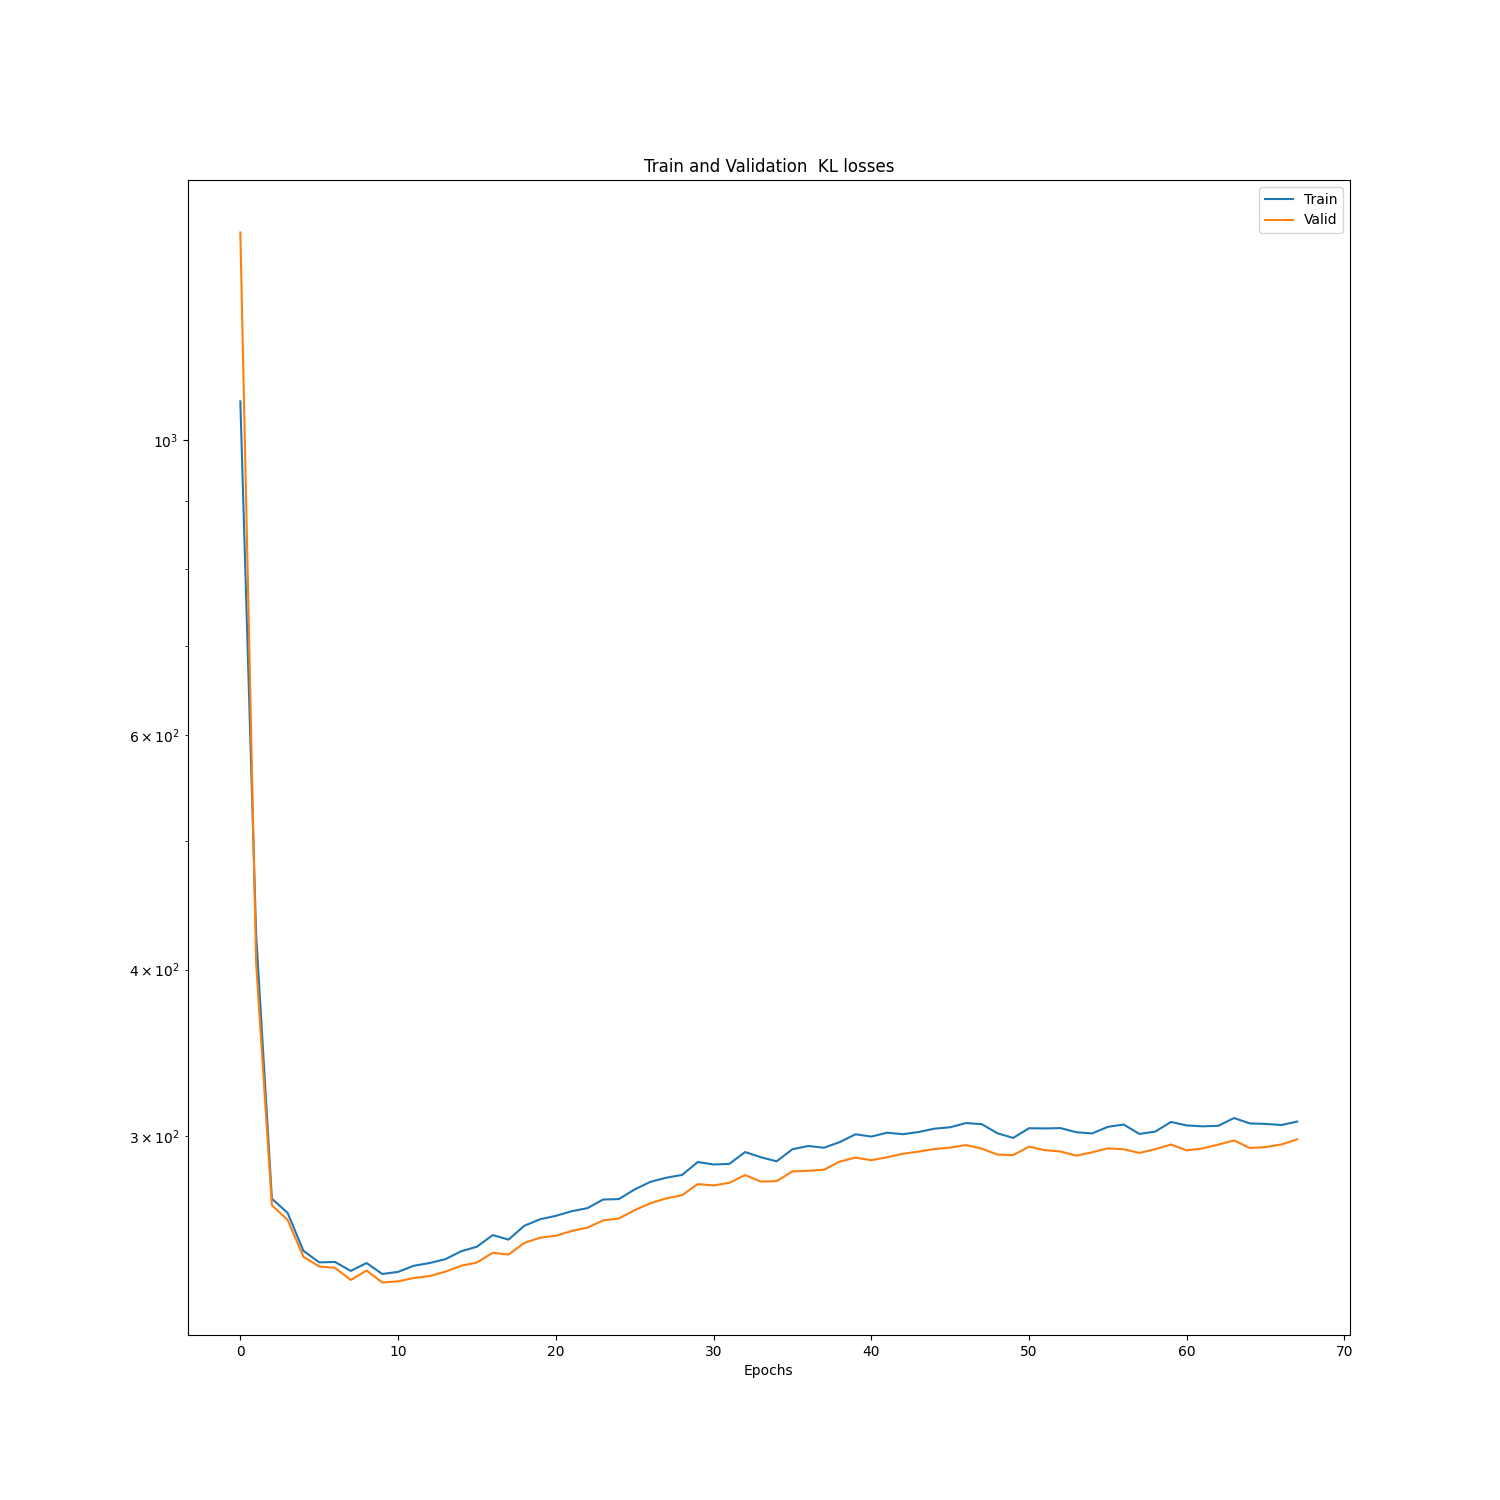 Train and Validation  KL losses
Train
Valid
10³
6 × 10²
4 × 10²
3 × 10²
0 10 20 30 40 50 60 70
Epochs